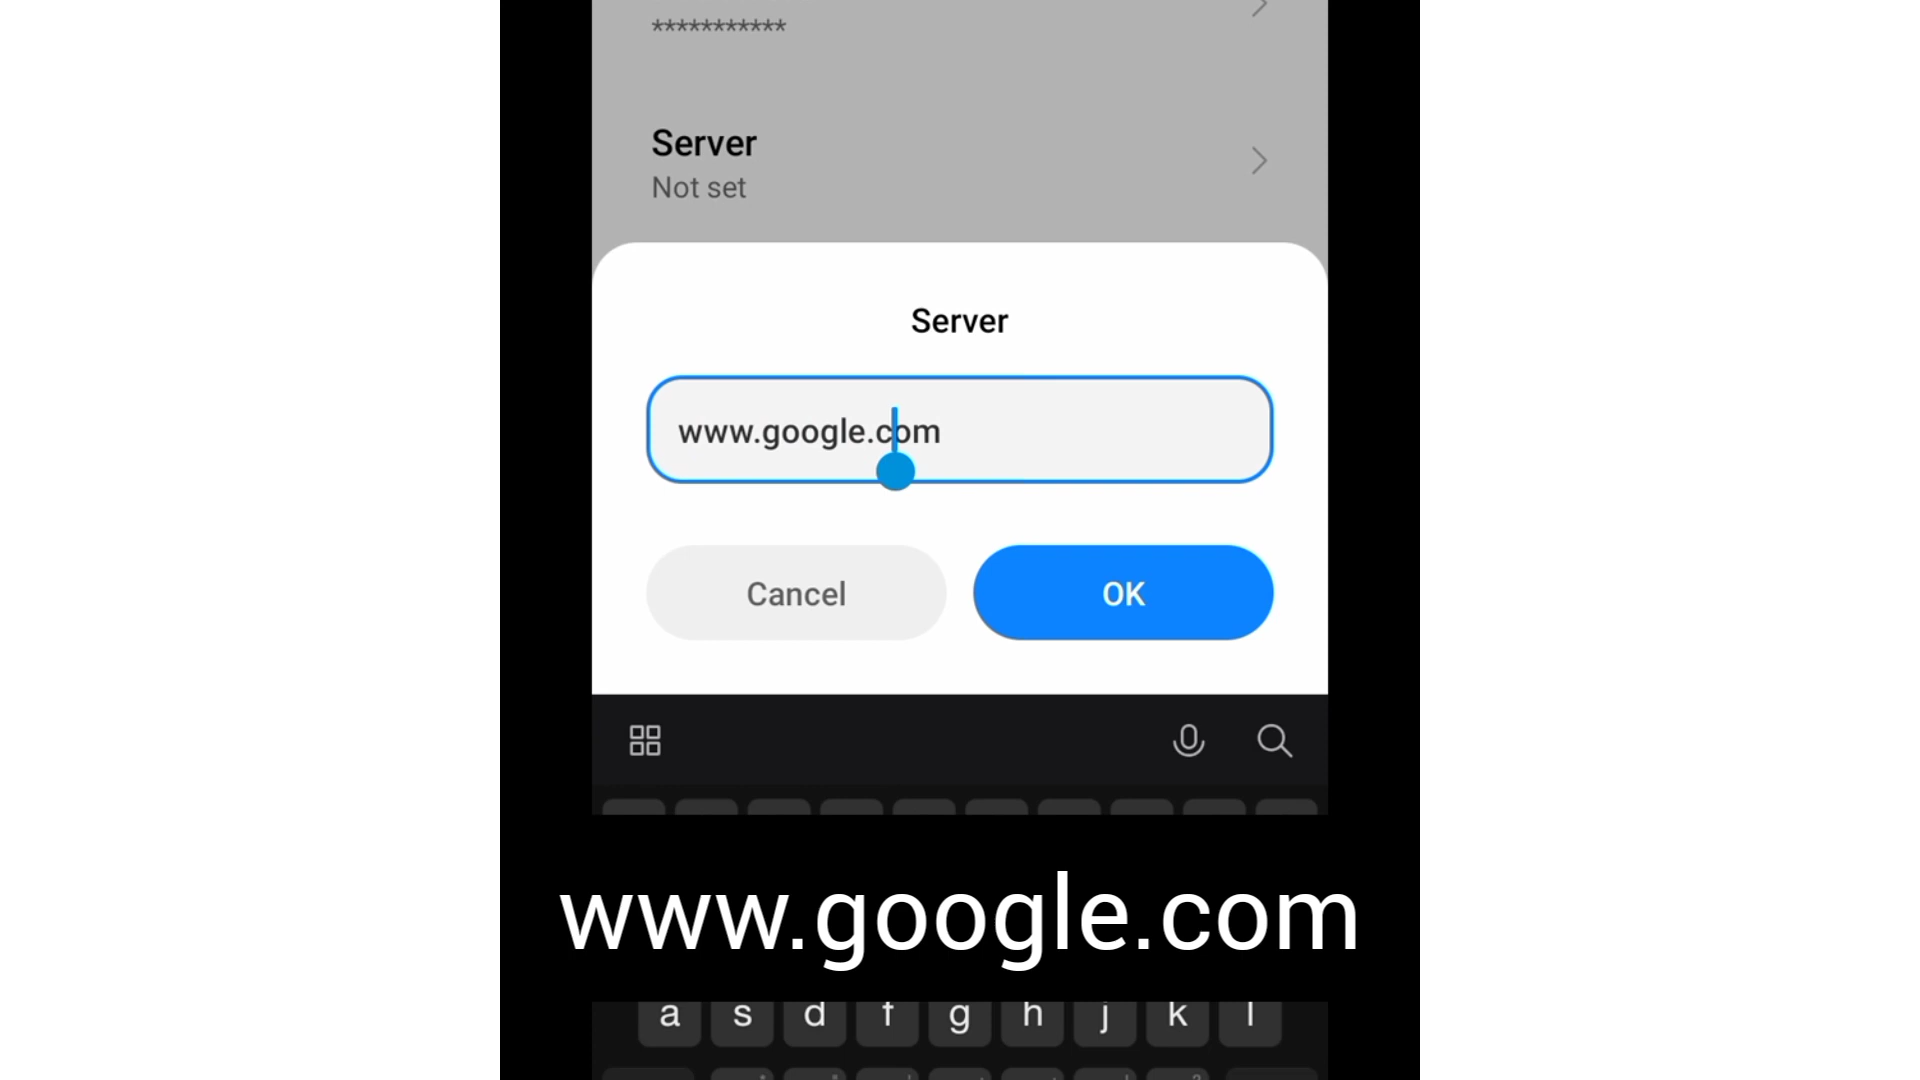 ***********
Server
Not set
Server
www.google.com
Cancel
OK
www.google.com
a s d f g h j k l